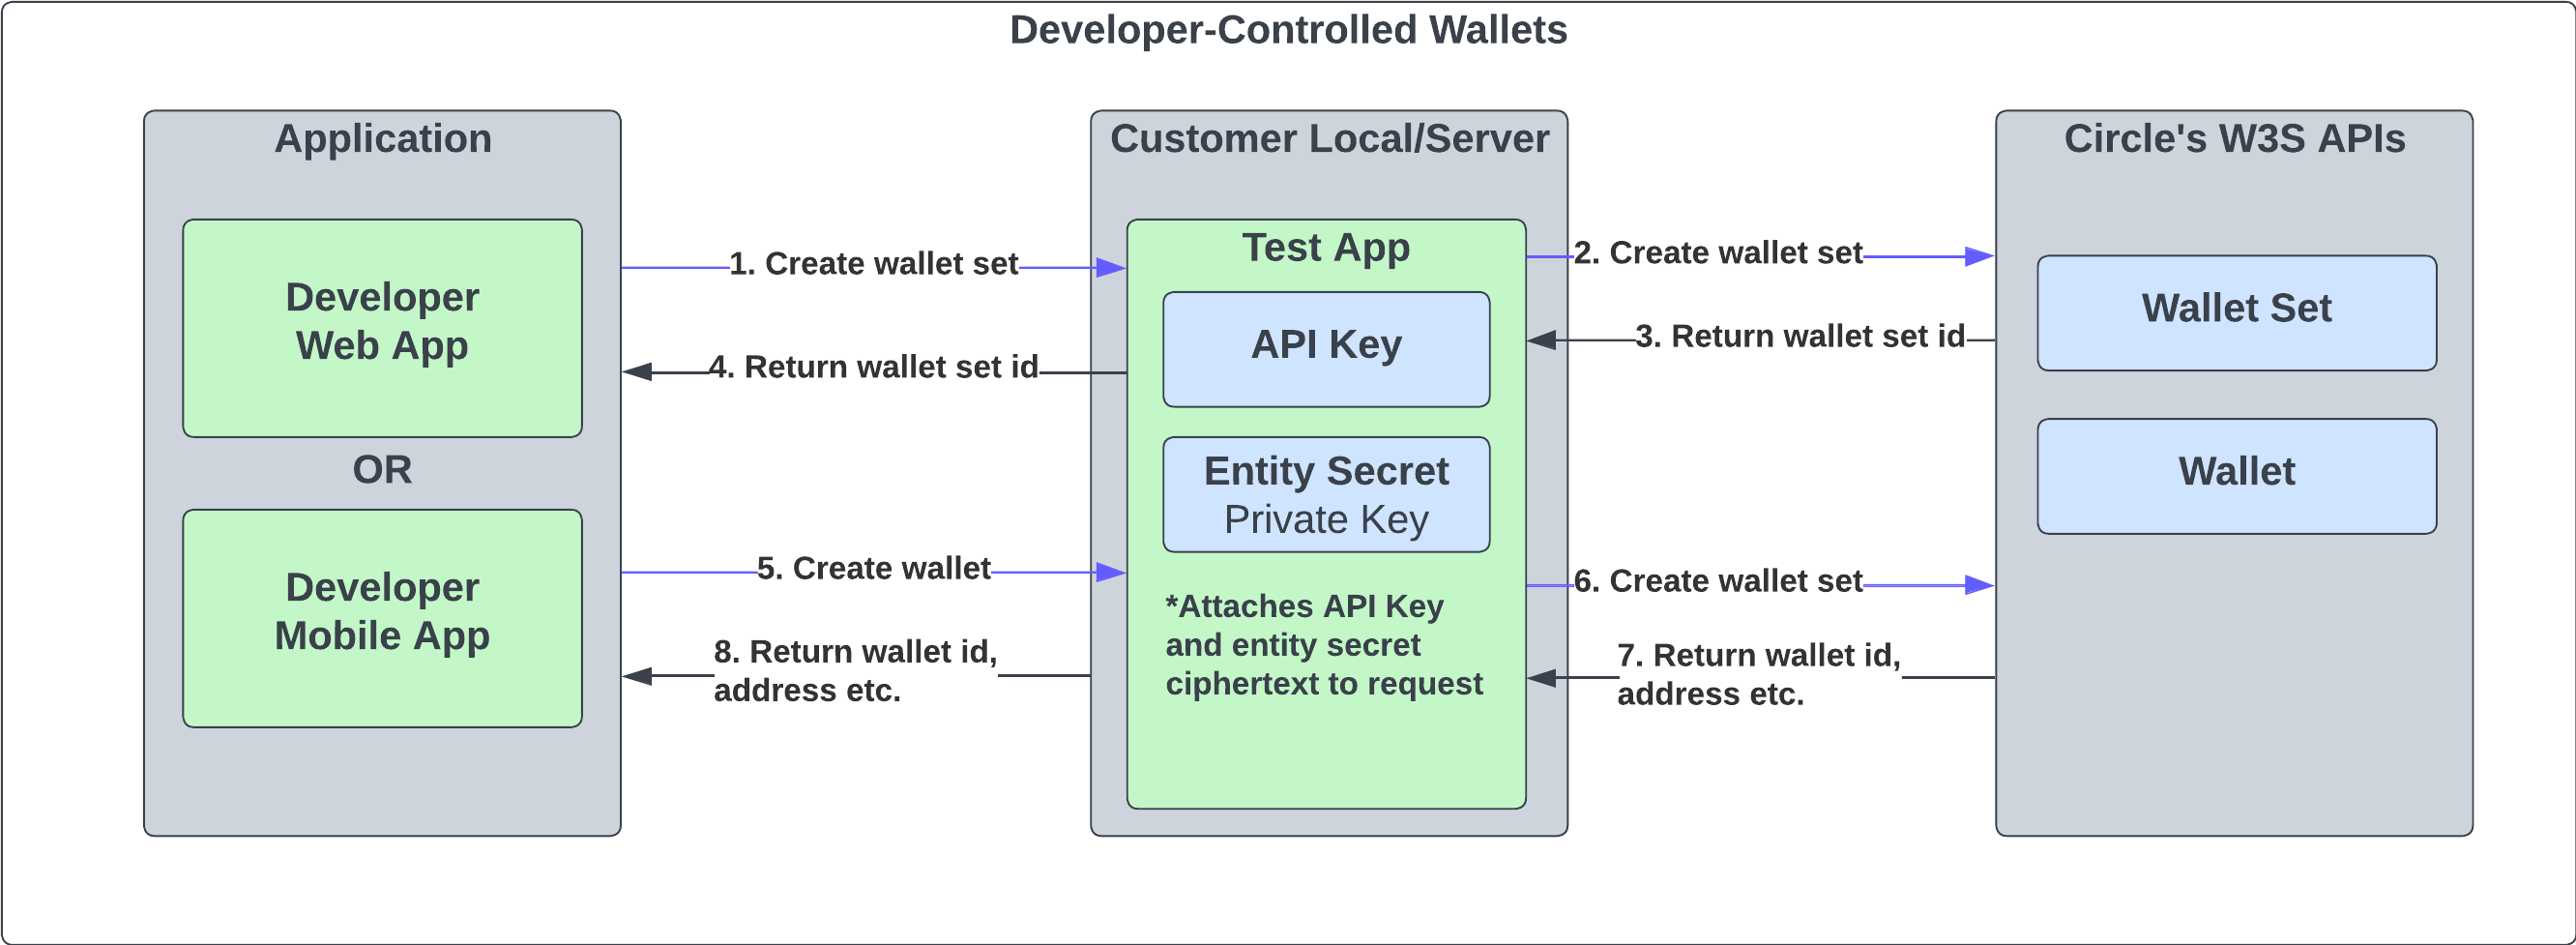 Developer-Controlled Wallets
Application
Developer
Web App
OR
Developer
Mobile App
1. Create wallet set
4. Return wallet set id
5. Create wallet
8. Return wallet id,
address etc.
Customer Local/Server
Test App
API Key
Entity Secret
Private Key
*Attaches API Key
and entity secret
ciphertext to request
2. Create wallet set
3. Return wallet set id
6. Create wallet set
7. Return wallet id,
address etc.
Circle's W3S APIs
Wallet Set
Wallet